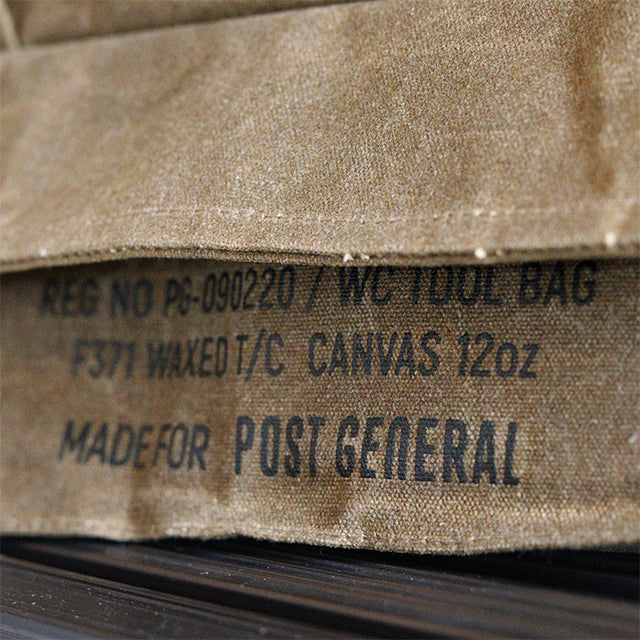 REG NO PG-090220 / WC TOOL BAG
F371 WAXED T/C CANVAS 12oz
MADE FOR POST GENERAL